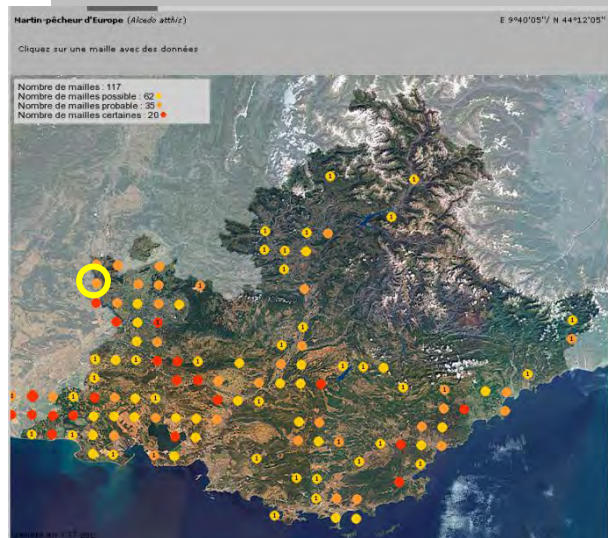 Martin-pêcheur d'Europe (Alcedo atthis) E 9°40'05"/ N 44°12'05"
Cliquez sur une maille avec des données
Nombre de mailles : 117
Nombre de mailles possible : 62
Nombre de mailles probable : 35
Nombre de mailles certaines : 20